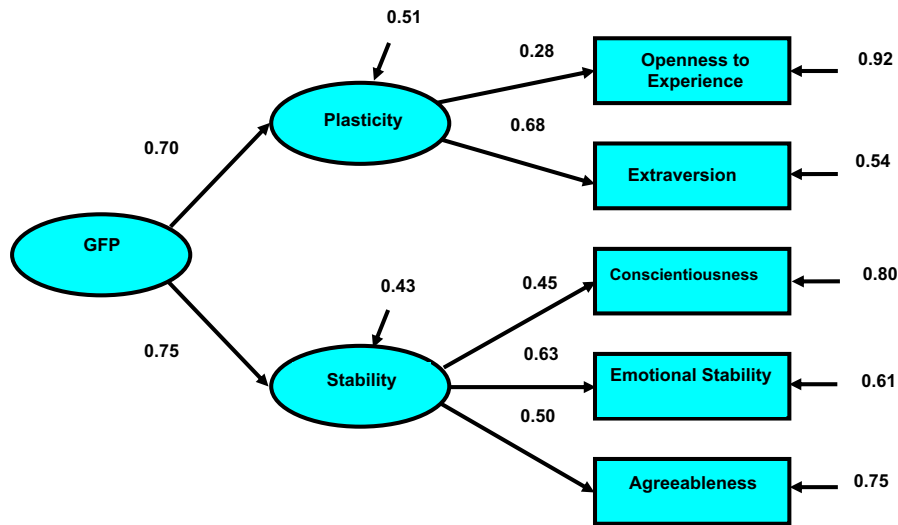 0.51
0.28
Openness to
Experience
0.92
Plasticity
0.70
0.68
Extraversion
0.54
GFP
0.43
0.45
Conscientiousness
0.80
0.75
0.63
Stability
Emotional Stability
0.61
0.50
Agreeableness
0.75